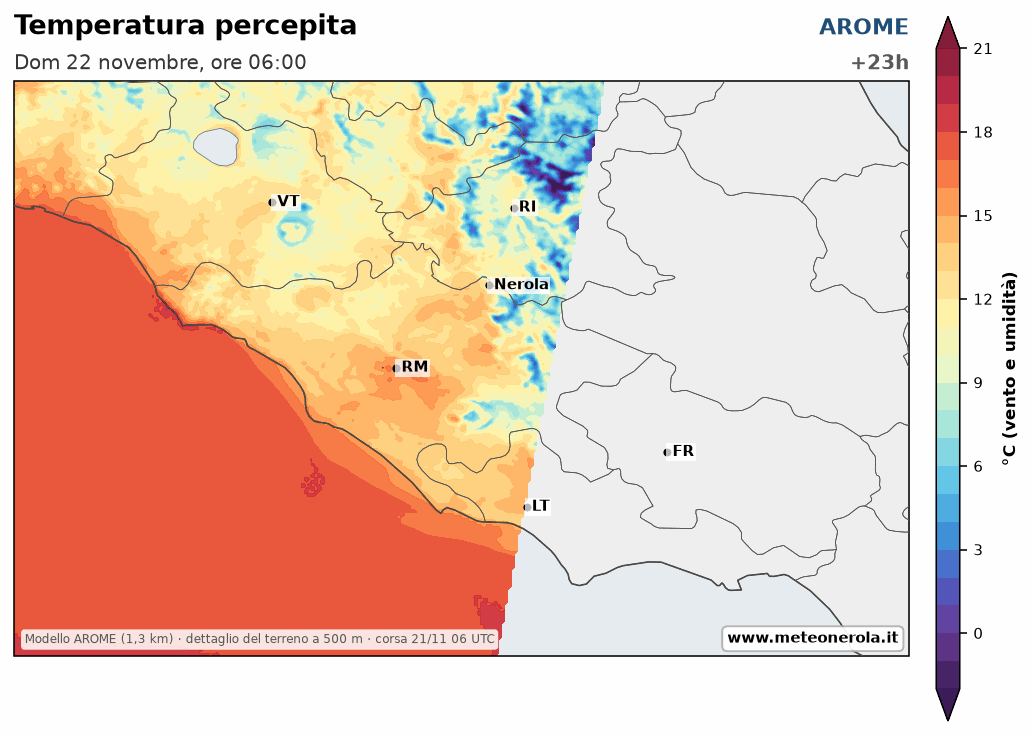 Temperatura percepita
AROME
Dom 22 novembre, ore 06:00
+23h
VT
RI
Nerola
RM
FR
LT
Modello AROME (1,3 km) · dettaglio del terreno a 500 m · corsa 21/11 06 UTC
www.meteonerola.it
21
18
15
12
9
6
3
0
°C (vento e umidità)